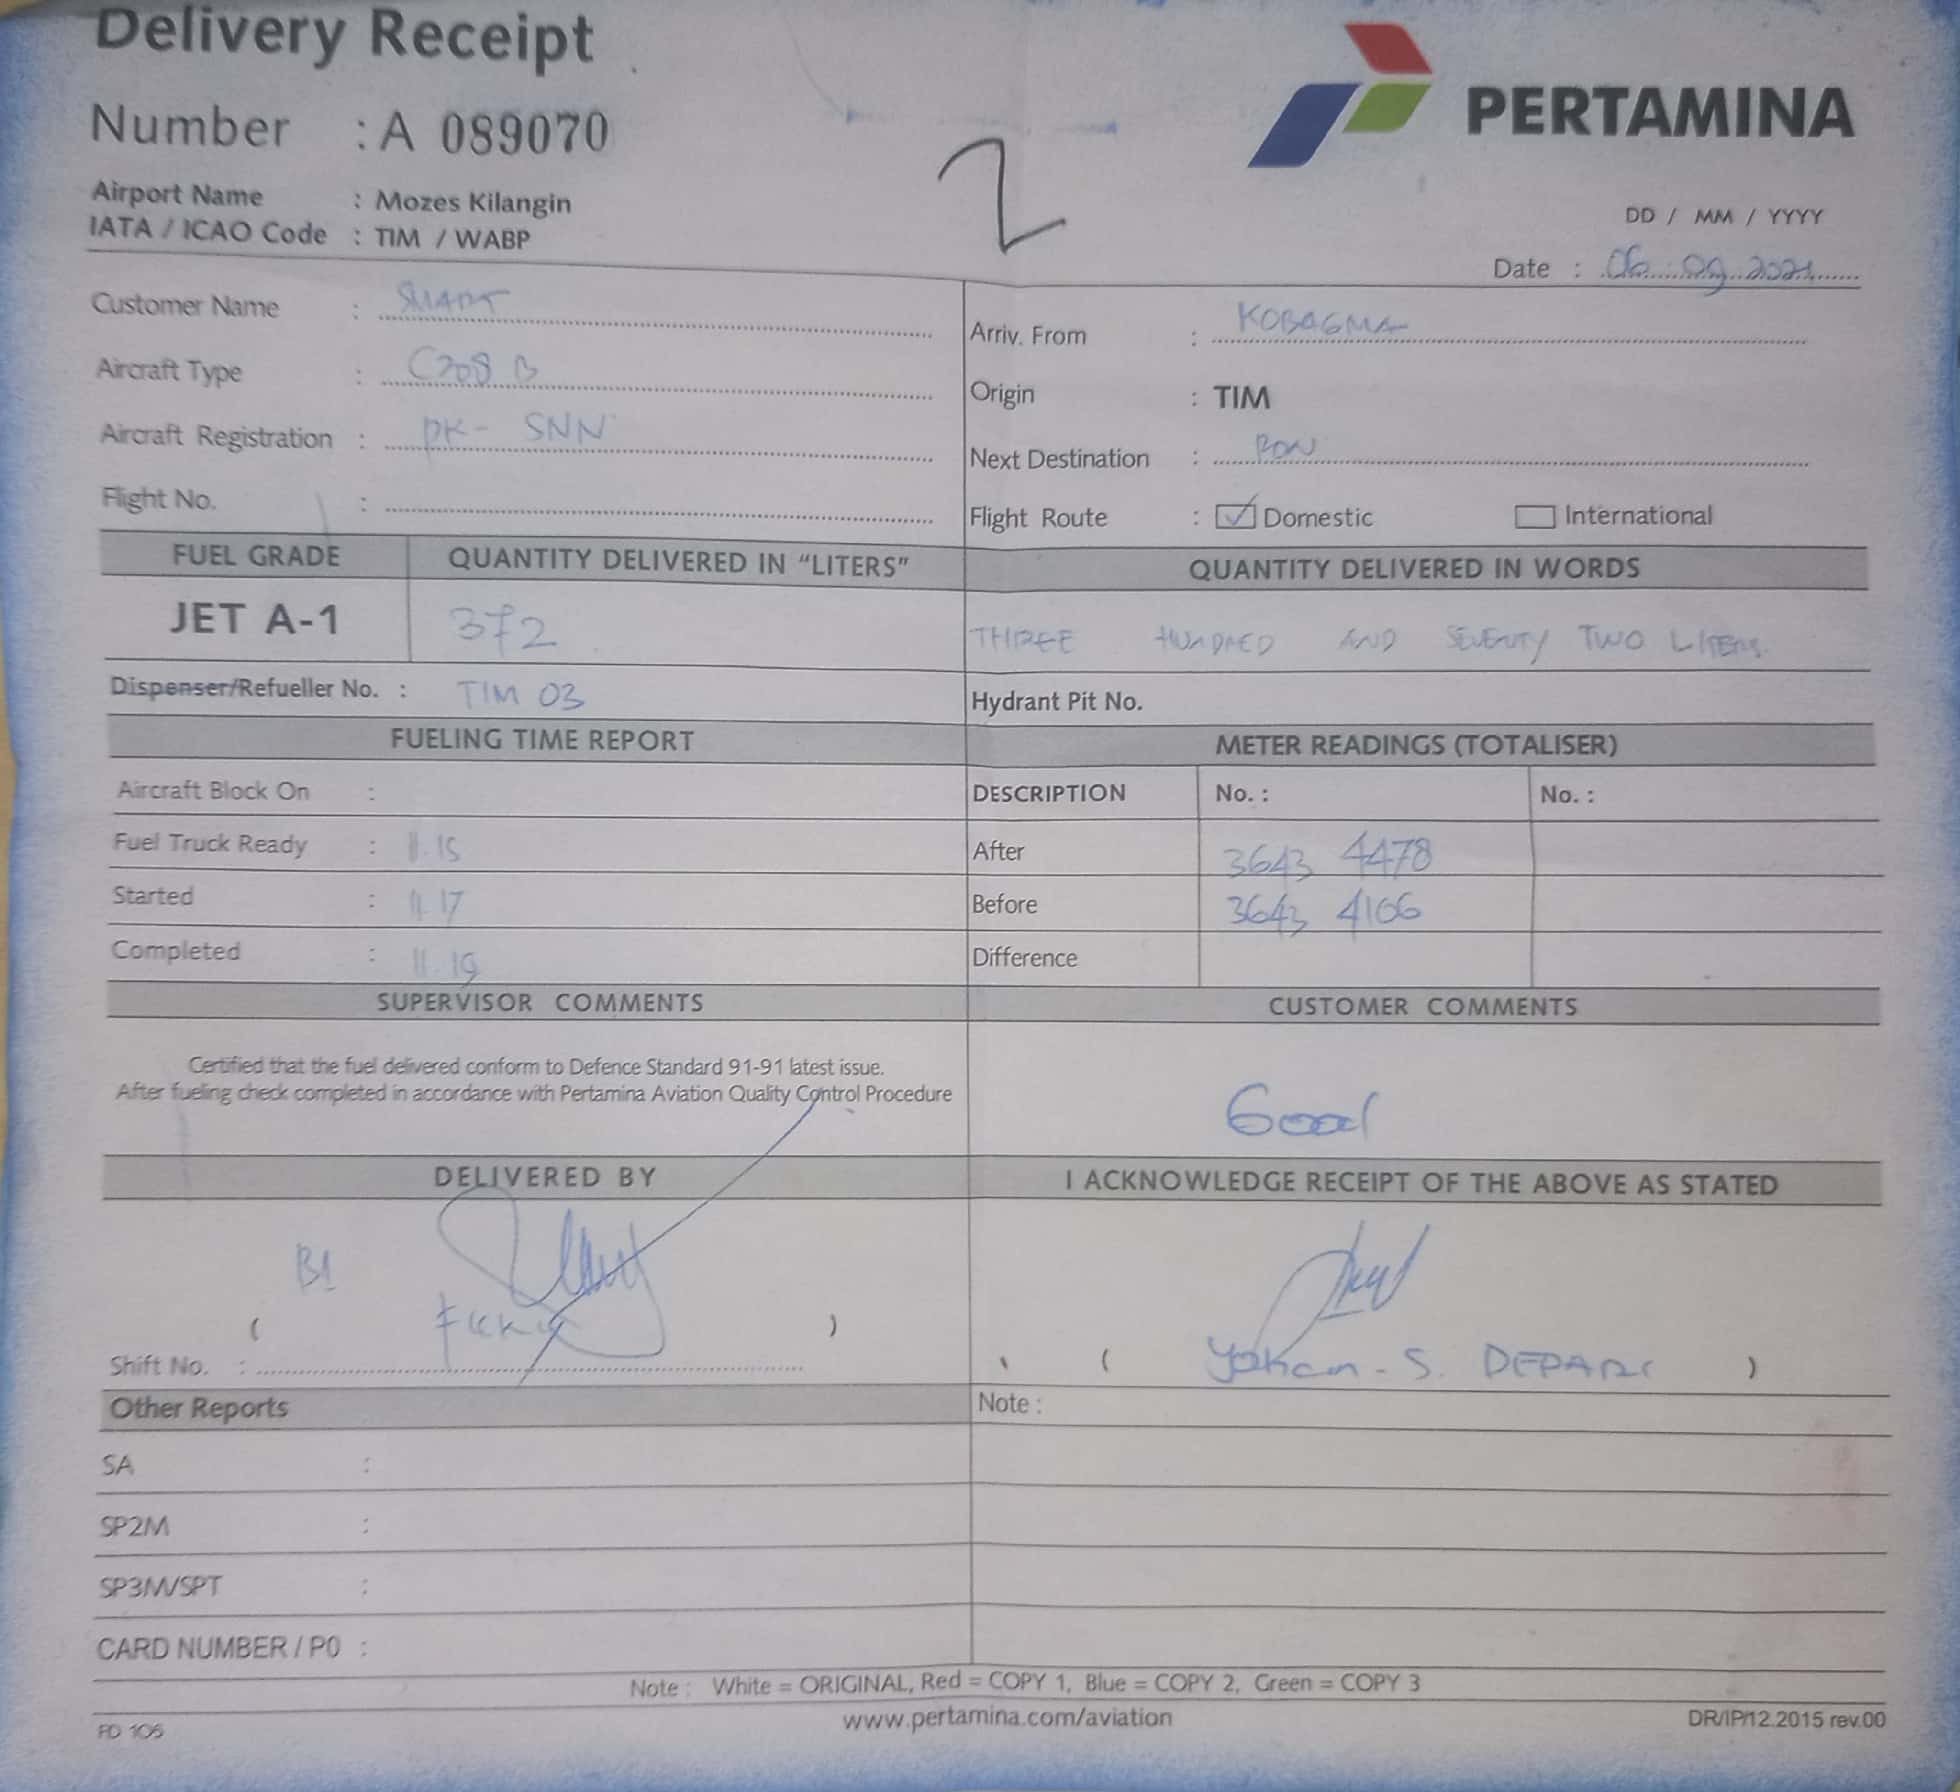 Delivery Receipt
PERTAMINA
Number : A 089070
2
Airport Name : Mozes Kilangin
IATA / ICAO Code : TIM / WABP
DD / MM / YYYY
Date : 06 09 2021
Customer Name : SMART
Arriv. From : KOBAGMA
Aircraft Type : C208 B
Origin : TIM
Aircraft Registration : PK - SNN
Next Destination :
Flight No. :
Flight Route : Domestic International
FUEL GRADE QUANTITY DELIVERED IN "LITERS" QUANTITY DELIVERED IN WORDS
JET A-1 372 THREE HUNDRED AND SEVENTY TWO LITERS.
Dispenser/Refueller No. : TIM 03 Hydrant Pit No.
FUELING TIME REPORT METER READINGS (TOTALISER)
Aircraft Block On : DESCRIPTION No. : No. :
Fuel Truck Ready : 11.15 After 3643 4478
Started : 11.17 Before 3643 4106
Completed : 11.19 Difference
SUPERVISOR COMMENTS CUSTOMER COMMENTS
Certified that the fuel delivered conform to Defence Standard 91-91 latest issue.
After fueling check completed in accordance with Pertamina Aviation Quality Control Procedure
Good
DELIVERED BY I ACKNOWLEDGE RECEIPT OF THE ABOVE AS STATED
( ) ( S. DEPARI )
Shift No. :
Other Reports Note :
SA :
SP2M :
SP3M/SPT :
CARD NUMBER / PO :
Note : White = ORIGINAL, Red = COPY 1, Blue = COPY 2, Green = COPY 3
FD 105 www.pertamina.com/aviation DR/IP/12.2015 rev.00